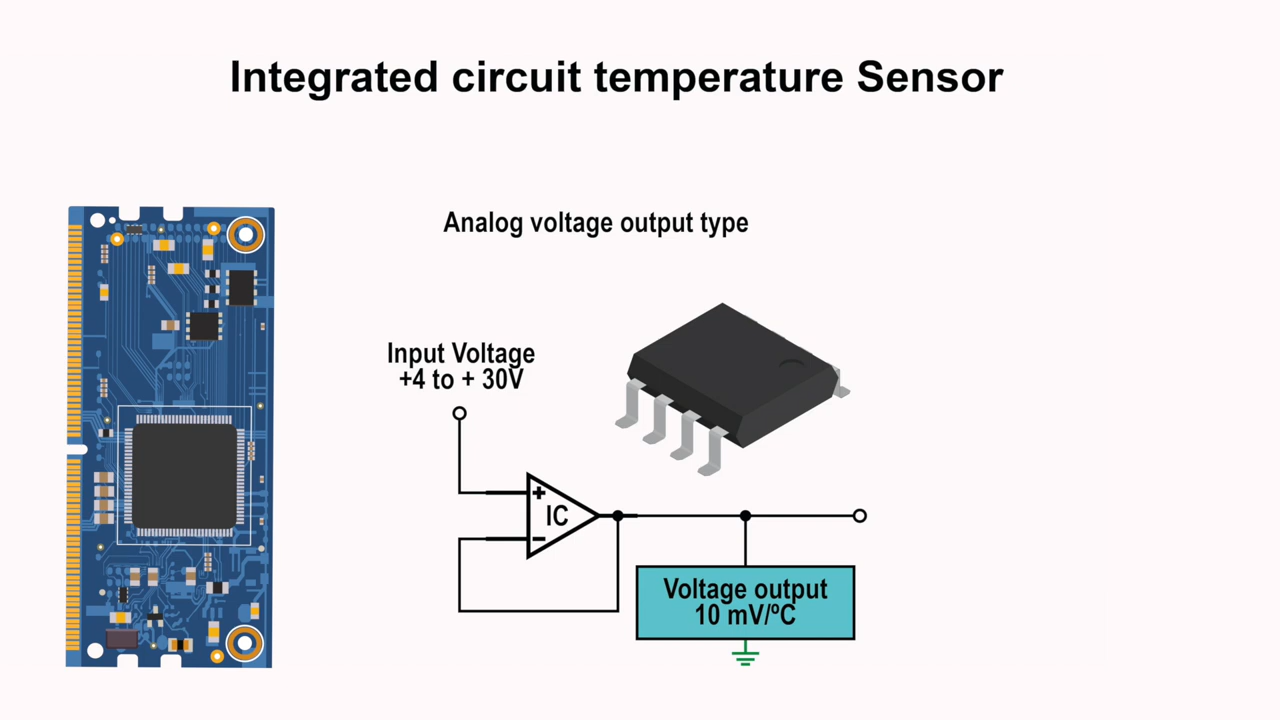 Integrated circuit temperature Sensor
Analog voltage output type
Input Voltage
+4 to + 30V
+
IC
−
Voltage output
10 mV/ºC